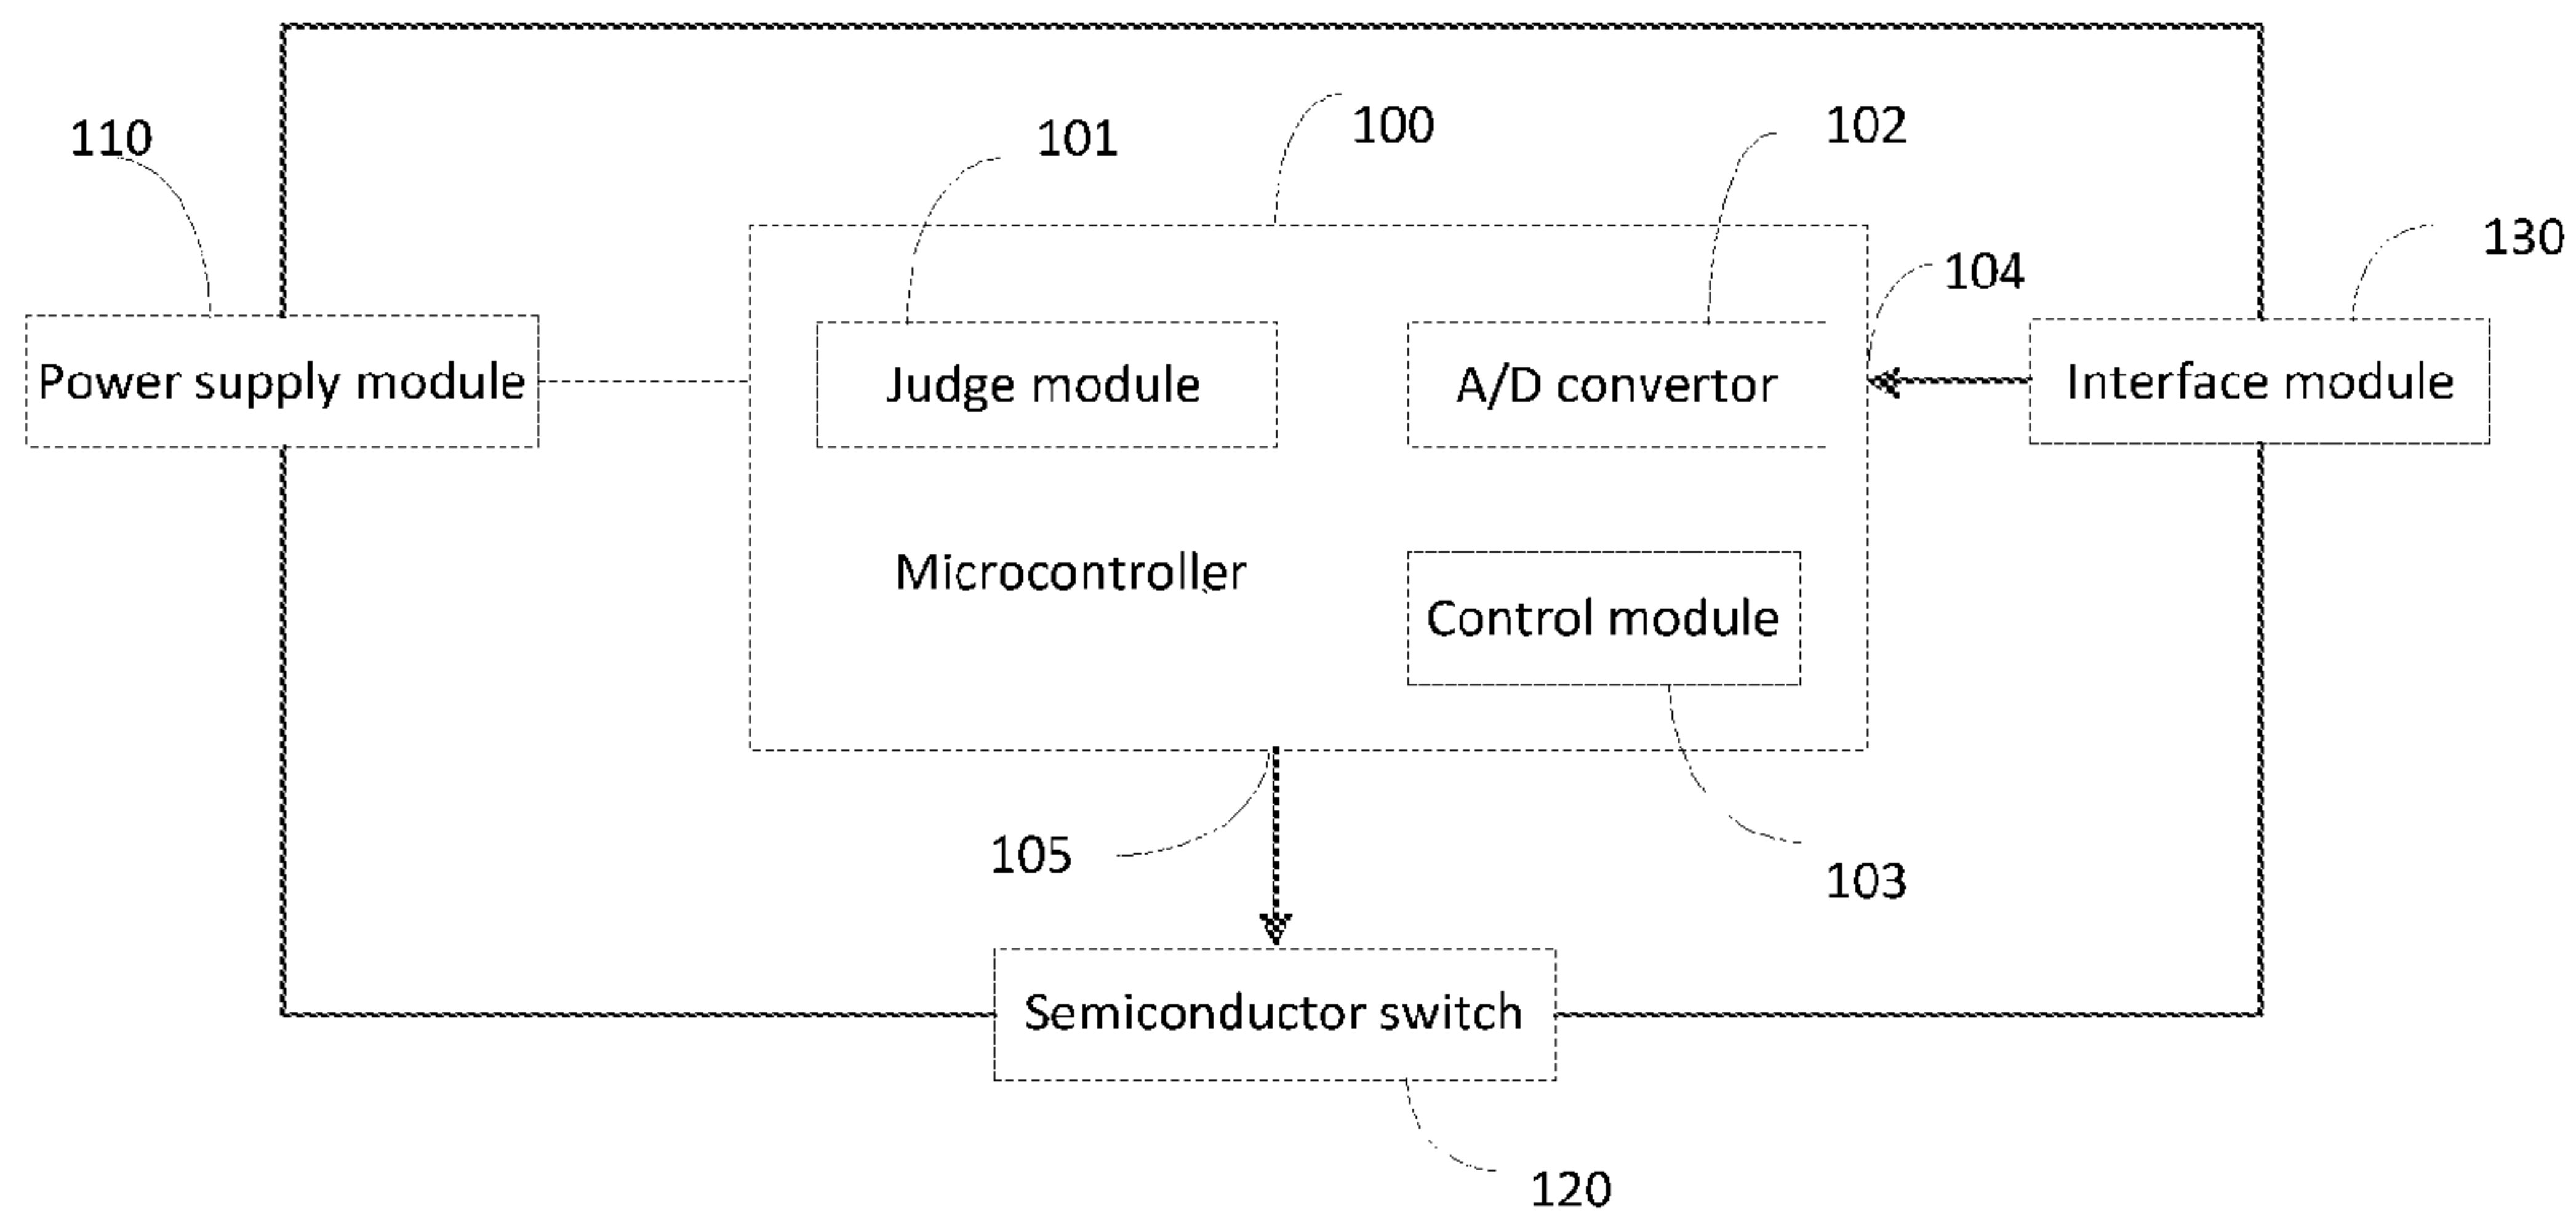 110
101
100
102
130
104
Power supply module
Judge module
A/D convertor
Interface module
Microcontroller
Control module
105
103
Semiconductor switch
120